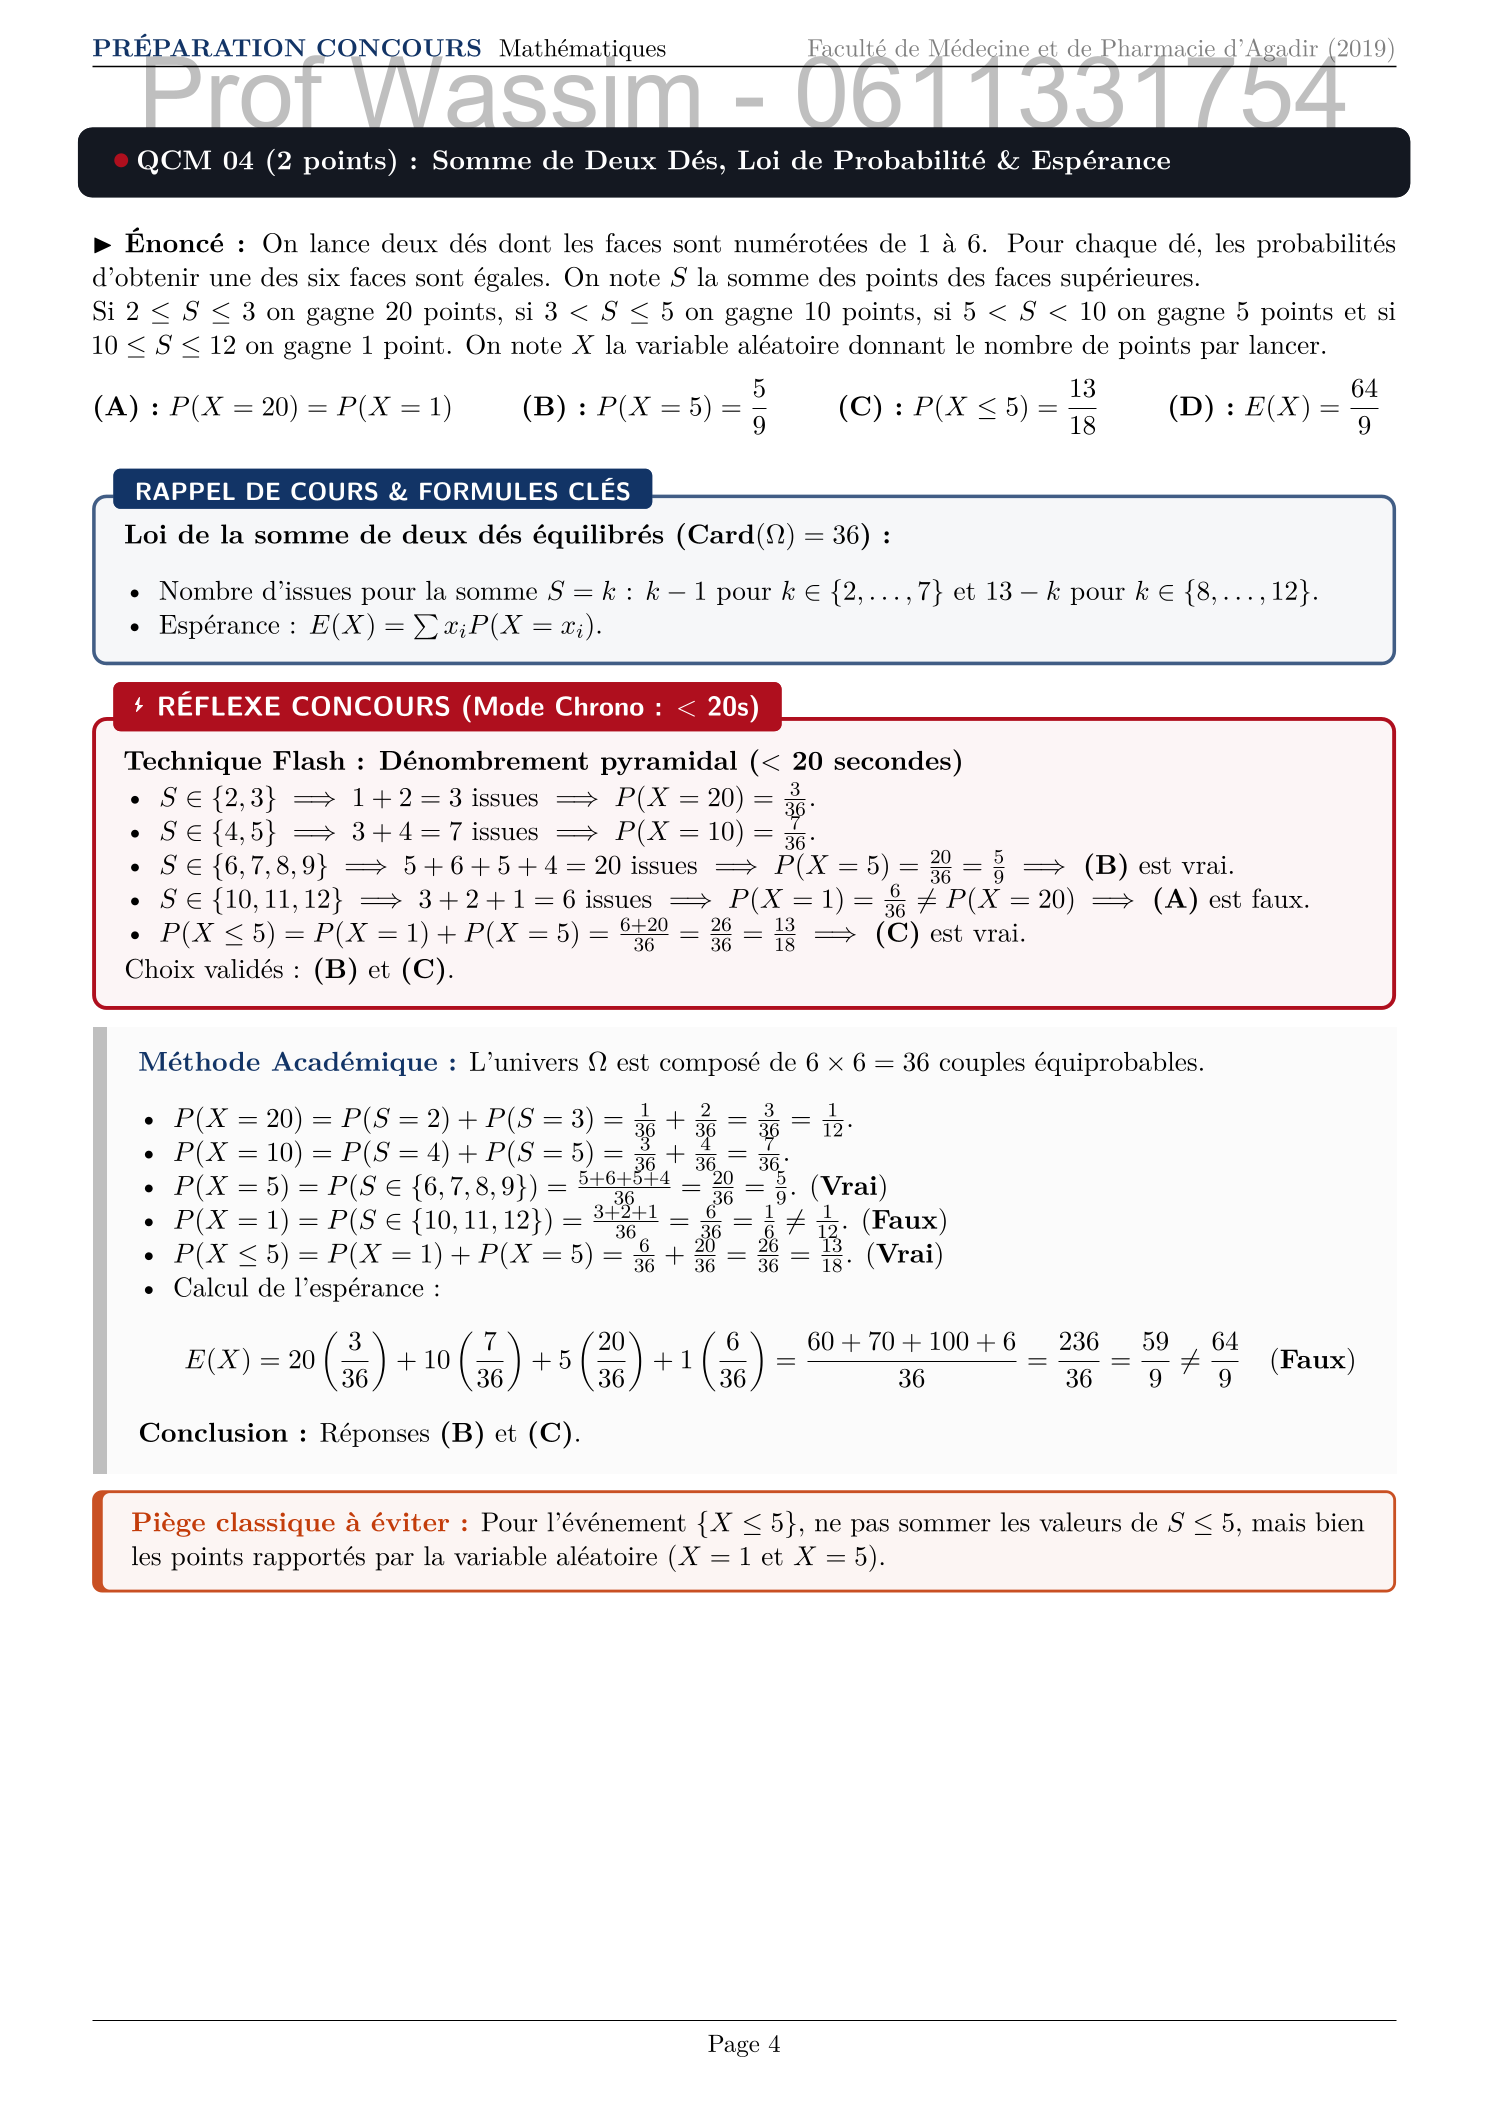 PRÉPARATION CONCOURS Mathématiques Faculté de Médecine et de Pharmacie d'Agadir (2019)
Prof Wassim - 0611331754
• QCM 04 (2 points) : Somme de Deux Dés, Loi de Probabilité & Espérance
▶ Énoncé : On lance deux dés dont les faces sont numérotées de 1 à 6. Pour chaque dé, les probabilités
d'obtenir une des six faces sont égales. On note S la somme des points des faces supérieures.
Si 2 ≤ S ≤ 3 on gagne 20 points, si 3 < S ≤ 5 on gagne 10 points, si 5 < S < 10 on gagne 5 points et si
10 ≤ S ≤ 12 on gagne 1 point. On note X la variable aléatoire donnant le nombre de points par lancer.
(A) : P(X = 20) = P(X = 1) (B) : P(X = 5) = 5/9 (C) : P(X ≤ 5) = 13/18 (D) : E(X) = 64/9
RAPPEL DE COURS & FORMULES CLÉS
Loi de la somme de deux dés équilibrés (Card(Ω) = 36) :
• Nombre d'issues pour la somme S = k : k − 1 pour k ∈ {2, . . . , 7} et 13 − k pour k ∈ {8, . . . , 12}.
• Espérance : E(X) = ∑ xᵢP(X = xᵢ).
⚡ RÉFLEXE CONCOURS (Mode Chrono : < 20s)
Technique Flash : Dénombrement pyramidal (< 20 secondes)
• S ∈ {2, 3} ⟹ 1 + 2 = 3 issues ⟹ P(X = 20) = 3/36.
• S ∈ {4, 5} ⟹ 3 + 4 = 7 issues ⟹ P(X = 10) = 7/36.
• S ∈ {6, 7, 8, 9} ⟹ 5 + 6 + 5 + 4 = 20 issues ⟹ P(X = 5) = 20/36 = 5/9 ⟹ (B) est vrai.
• S ∈ {10, 11, 12} ⟹ 3 + 2 + 1 = 6 issues ⟹ P(X = 1) = 6/36 ≠ P(X = 20) ⟹ (A) est faux.
• P(X ≤ 5) = P(X = 1) + P(X = 5) = 6+20/36 = 26/36 = 13/18 ⟹ (C) est vrai.
Choix validés : (B) et (C).
Méthode Académique : L'univers Ω est composé de 6 × 6 = 36 couples équiprobables.
• P(X = 20) = P(S = 2) + P(S = 3) = 1/36 + 2/36 = 3/36 = 1/12.
• P(X = 10) = P(S = 4) + P(S = 5) = 3/36 + 4/36 = 7/36.
• P(X = 5) = P(S ∈ {6, 7, 8, 9}) = 5+6+5+4/36 = 20/36 = 5/9. (Vrai)
• P(X = 1) = P(S ∈ {10, 11, 12}) = 3+2+1/36 = 6/36 = 1/6 ≠ 1/12. (Faux)
• P(X ≤ 5) = P(X = 1) + P(X = 5) = 6/36 + 20/36 = 26/36 = 13/18. (Vrai)
• Calcul de l'espérance :
E(X) = 20 (3/36) + 10 (7/36) + 5 (20/36) + 1 (6/36) = 60 + 70 + 100 + 6/36 = 236/36 = 59/9 ≠ 64/9 (Faux)
Conclusion : Réponses (B) et (C).
Piège classique à éviter : Pour l'événement {X ≤ 5}, ne pas sommer les valeurs de S ≤ 5, mais bien
les points rapportés par la variable aléatoire (X = 1 et X = 5).
Page 4